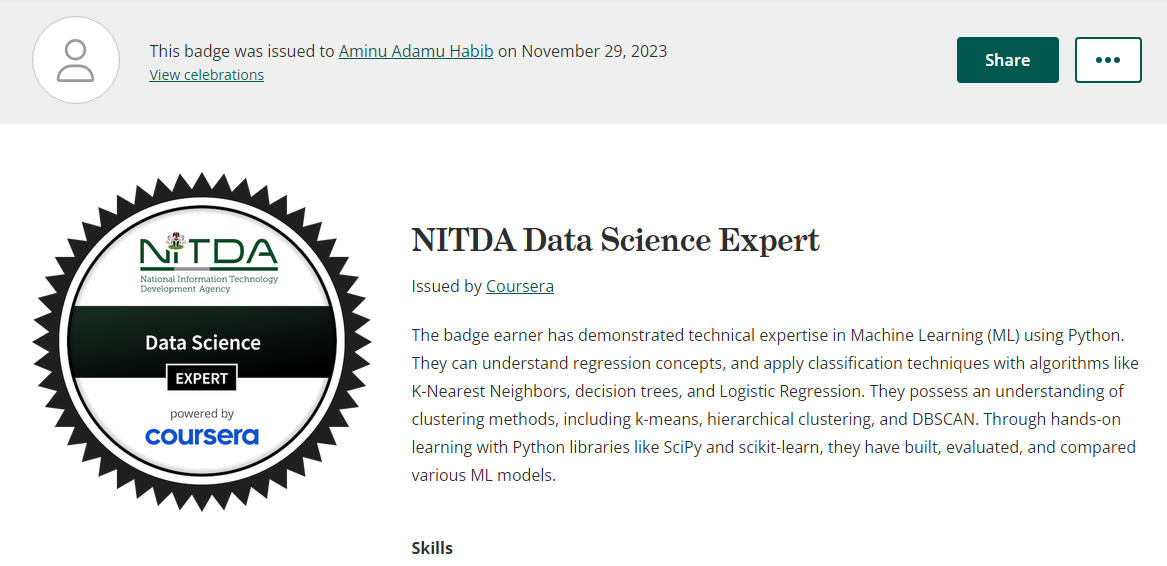 This badge was issued to Aminu Adamu Habib on November 29, 2023
View celebrations
Share
NITDA
National Information Technology
Development Agency
Data Science
EXPERT
powered by
coursera
NITDA Data Science Expert
Issued by Coursera
The badge earner has demonstrated technical expertise in Machine Learning (ML) using Python.
They can understand regression concepts, and apply classification techniques with algorithms like
K-Nearest Neighbors, decision trees, and Logistic Regression. They possess an understanding of
clustering methods, including k-means, hierarchical clustering, and DBSCAN. Through hands-on
learning with Python libraries like SciPy and scikit-learn, they have built, evaluated, and compared
various ML models.
Skills